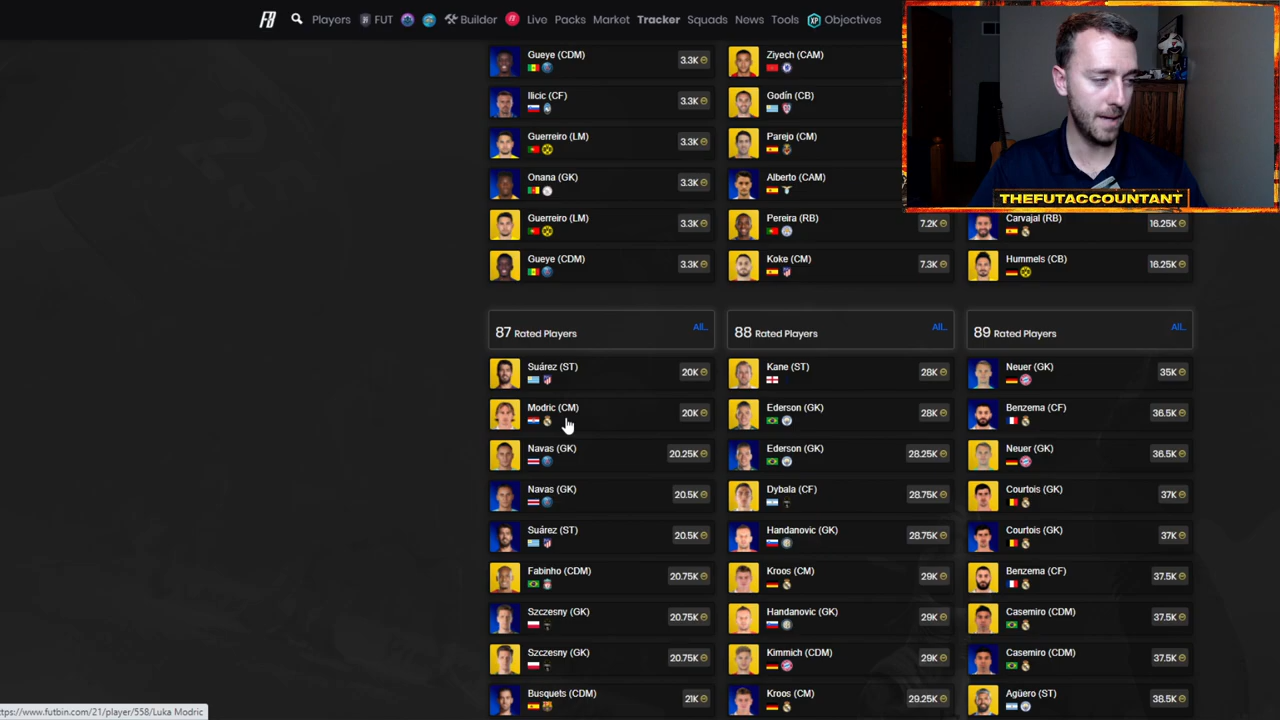 F8 Players FUT Builder Live Packs Market Tracker Squads News Tools XP Objectives
Gueye (CDM) 3.3K
Ilicic (CF) 3.3K
Guerreiro (LM) 3.3K
Onana (GK) 3.3K
Guerreiro (LM) 3.3K
Gueye (CDM) 3.3K
Ziyech (CAM)
Godín (CB)
Parejo (CM)
Alberto (CAM)
Pereira (RB) 7.2K
Koke (CM) 7.3K
THEFUTACCOUNTANT
Carvajal (RB) 16.25K
Hummels (CB) 16.25K
87 Rated Players All..
Suárez (ST) 20K
Modric (CM) 20K
Navas (GK) 20.25K
Navas (GK) 20.5K
Suárez (ST) 20.5K
Fabinho (CDM) 20.75K
Szczesny (GK) 20.75K
Szczesny (GK) 20.75K
Busquets (CDM) 21K
88 Rated Players All..
Kane (ST) 28K
Ederson (GK) 28K
Ederson (GK) 28.25K
Dybala (CF) 28.75K
Handanovic (GK) 28.75K
Kroos (CM) 29K
Handanovic (GK) 29K
Kimmich (CDM) 29K
Kroos (CM) 29.25K
89 Rated Players All..
Neuer (GK) 35K
Benzema (CF) 36.5K
Neuer (GK) 36.5K
Courtois (GK) 37K
Courtois (GK) 37K
Benzema (CF) 37.5K
Casemiro (CDM) 37.5K
Casemiro (CDM) 37.5K
Agüero (ST) 38.5K
ttps://www.futbin.com/21/player/558/Luka Modric